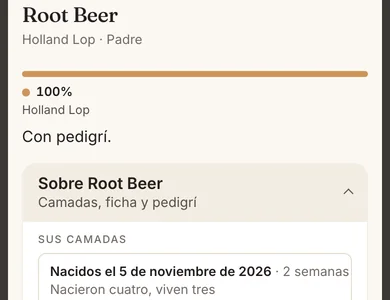 Root Beer
Holland Lop · Padre
100%
Holland Lop
Con pedigrí.
Sobre Root Beer
Camadas, ficha y pedigrí
SUS CAMADAS
Nacidos el 5 de noviembre de 2026 · 2 semanas
Nacieron cuatro, viven tres